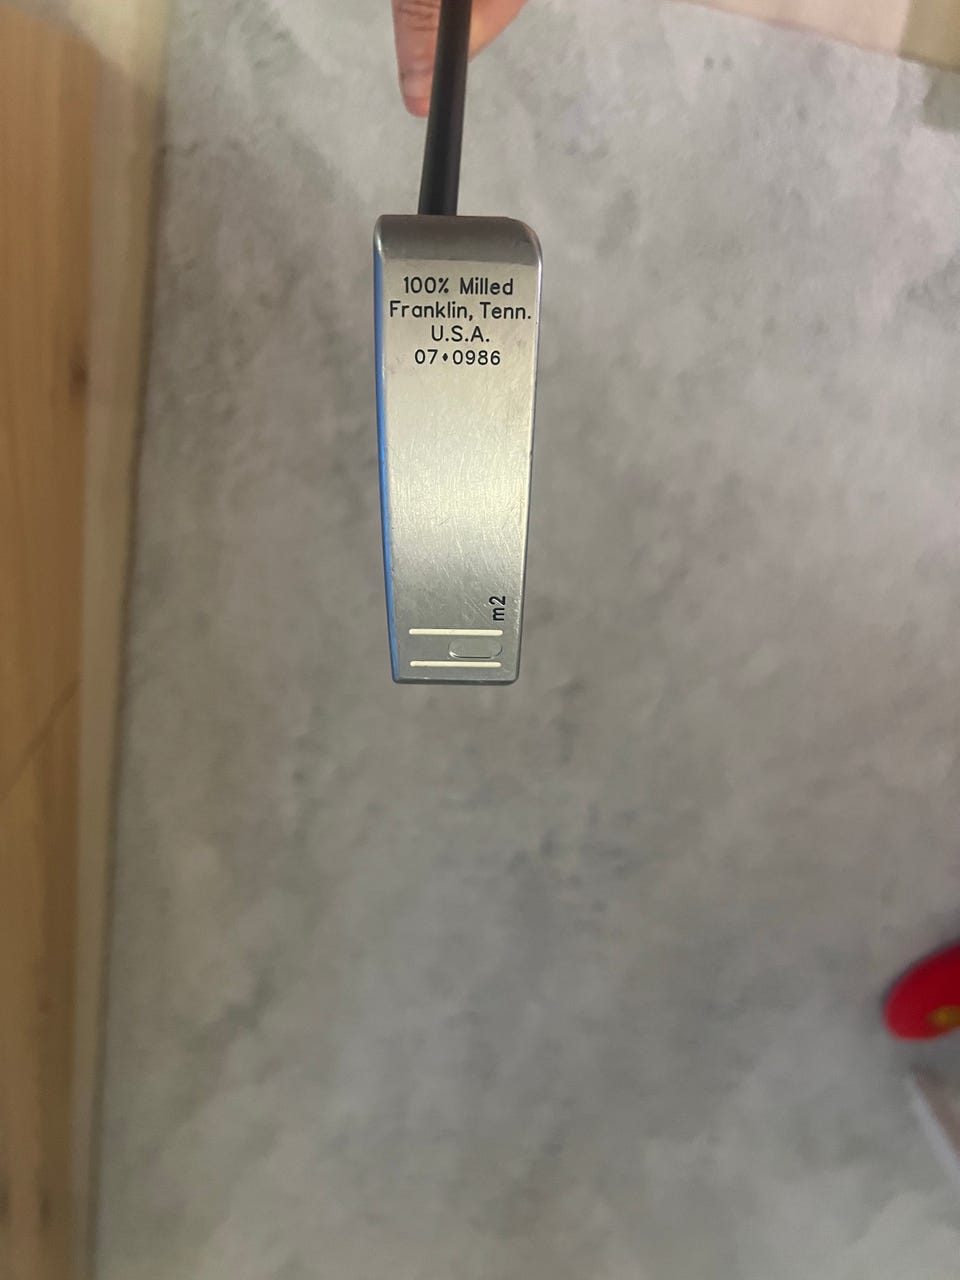 100% Milled
Franklin, Tenn.
U.S.A.
07♦0986
m2